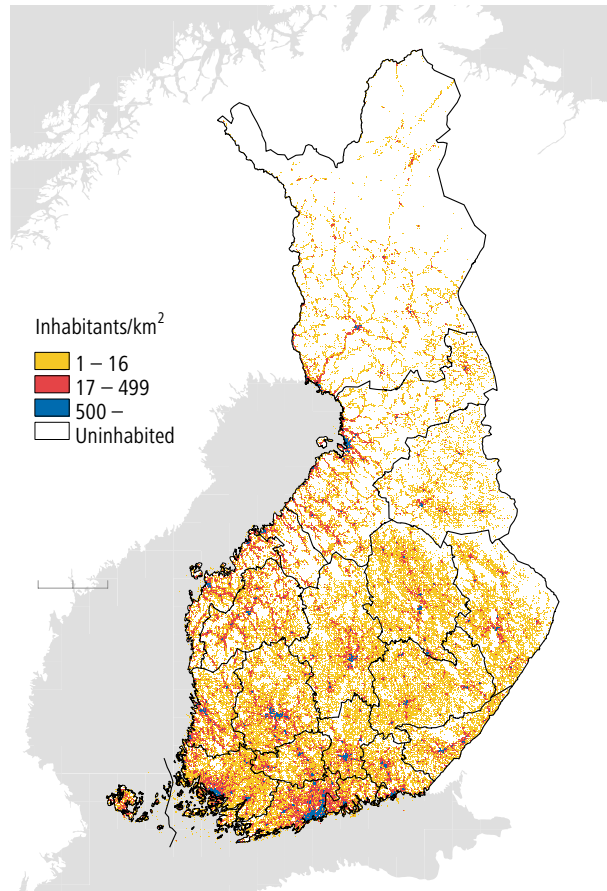 Inhabitants/km²
1 – 16
17 – 499
500 –
Uninhabited